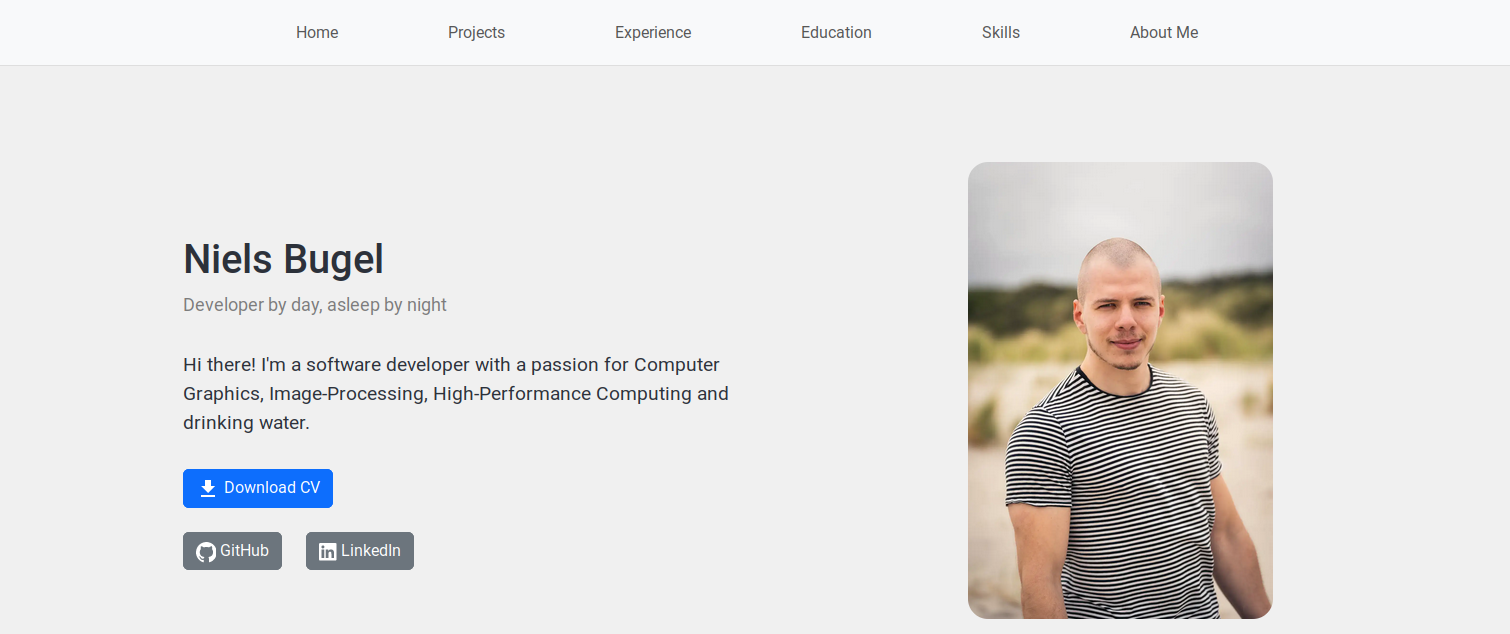 Home Projects Experience Education Skills About Me
Niels Bugel
Developer by day, asleep by night
Hi there! I'm a software developer with a passion for Computer
Graphics, Image-Processing, High-Performance Computing and
drinking water.
Download CV
GitHub LinkedIn